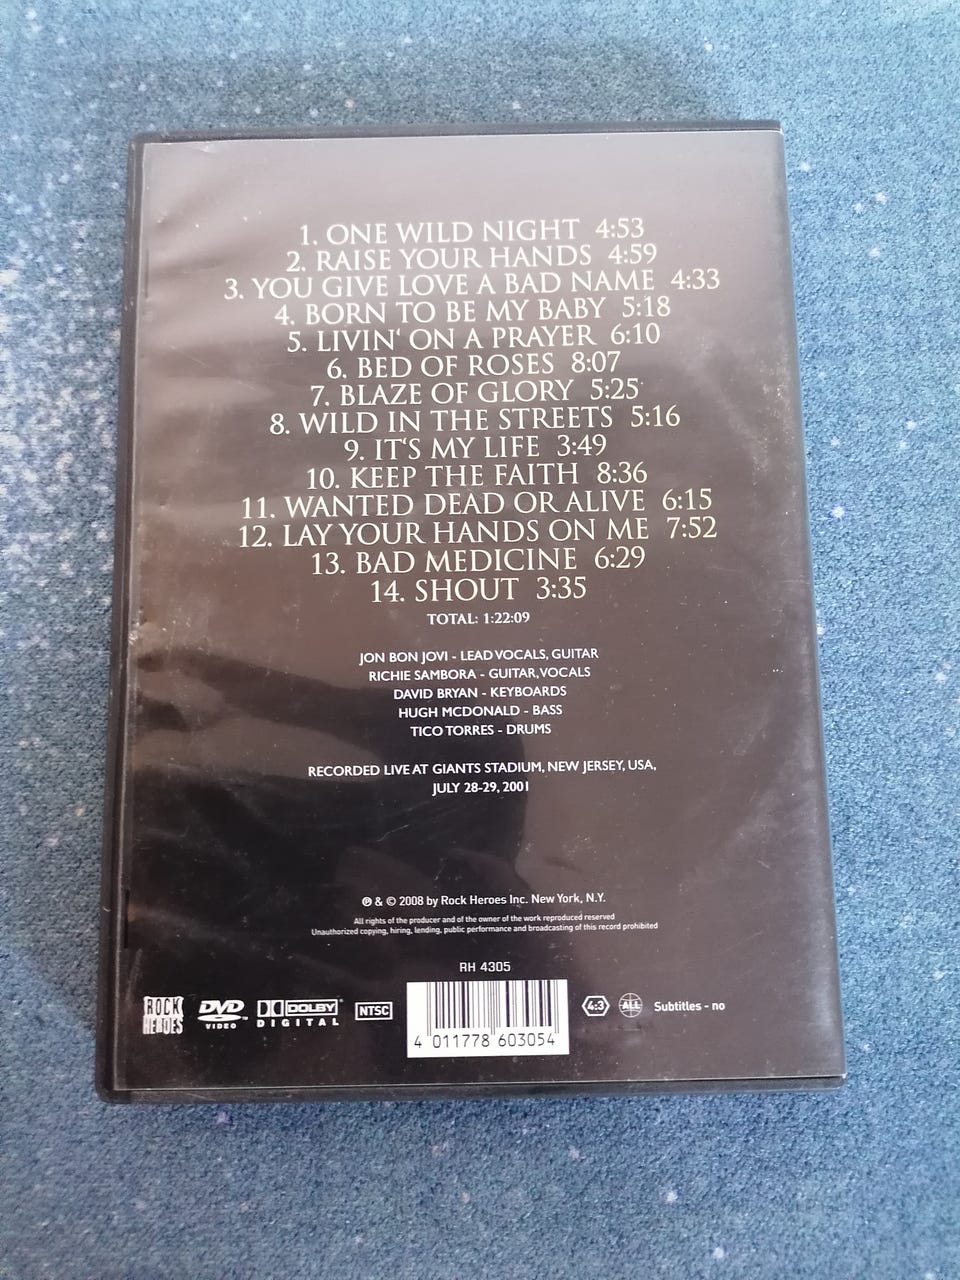 1. ONE WILD NIGHT 4:53
2. RAISE YOUR HANDS 4:59
3. YOU GIVE LOVE A BAD NAME 4:33
4. BORN TO BE MY BABY 5:18
5. LIVIN' ON A PRAYER 6:10
6. BED OF ROSES 8:07
7. BLAZE OF GLORY 5:25
8. WILD IN THE STREETS 5:16
9. IT'S MY LIFE 3:49
10. KEEP THE FAITH 8:36
11. WANTED DEAD OR ALIVE 6:15
12. LAY YOUR HANDS ON ME 7:52
13. BAD MEDICINE 6:29
14. SHOUT 3:35
TOTAL: 1:22:09
JON BON JOVI - LEAD VOCALS, GUITAR
RICHIE SAMBORA - GUITAR, VOCALS
DAVID BRYAN - KEYBOARDS
HUGH MCDONALD - BASS
TICO TORRES - DRUMS
RECORDED LIVE AT GIANTS STADIUM, NEW JERSEY, USA,
JULY 28-29, 2001
℗ & © 2008 by Rock Heroes Inc. New York, N.Y.
All rights of the producer and of the owner of the work reproduced reserved
Unauthorized copying, hiring, lending, public performance and broadcasting of this record prohibited
RH 4305
ROCK HEROES
DVD VIDEO
DOLBY DIGITAL
NTSC
4 011778 603054
4:3
ALL
Subtitles - no